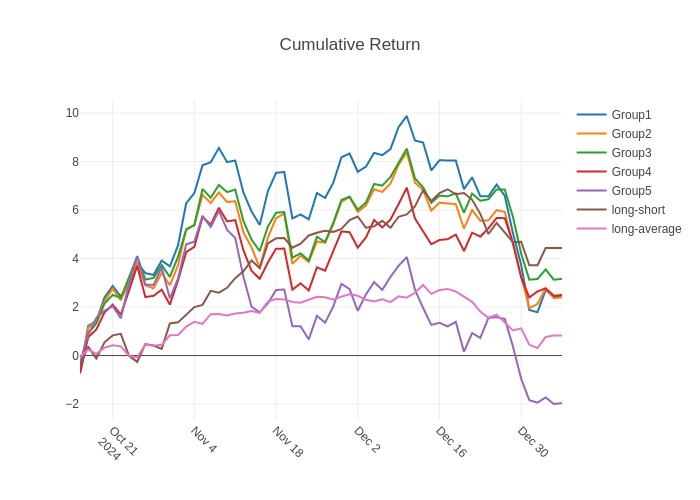 Cumulative Return
10
8
6
4
2
0
−2
Oct 21
2024
Nov 4
Nov 18
Dec 2
Dec 16
Dec 30
Group1
Group2
Group3
Group4
Group5
long-short
long-average